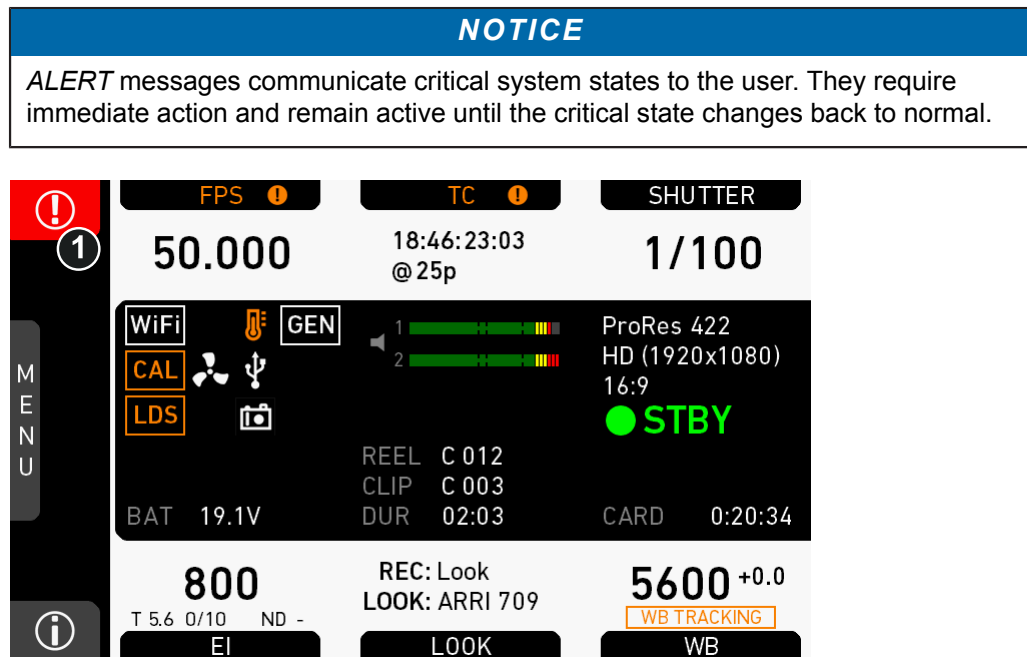 NOTICE
ALERT messages communicate critical system states to the user. They require
immediate action and remain active until the critical state changes back to normal.
! FPS ! TC ! SHUTTER
1
50.000 18:46:23:03 1/100
@ 25p
WiFi GEN 1 ProRes 422
2 HD (1920x1080)
CAL 16:9
LDS STBY
MENU
REEL C 012
CLIP C 003
BAT 19.1V DUR 02:03 CARD 0:20:34
800 REC: Look 5600 +0.0
LOOK: ARRI 709
T 5.6 0/10 ND - WB TRACKING
i EI LOOK WB